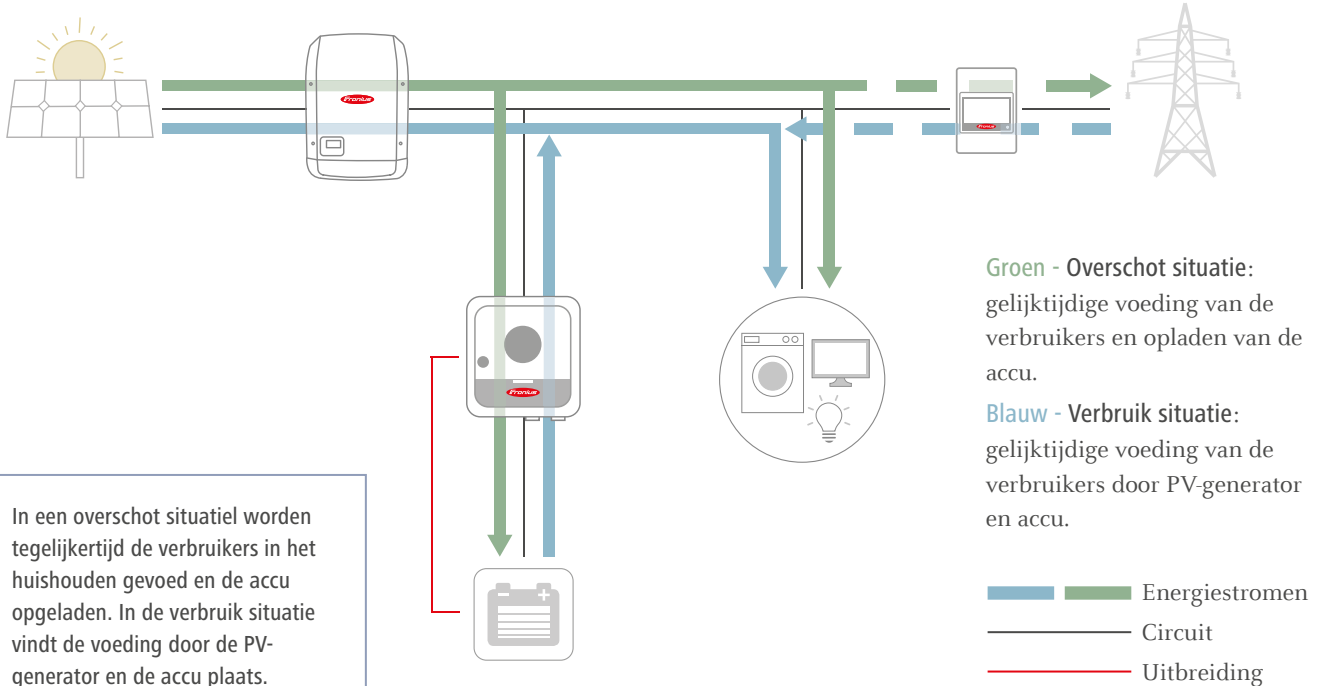 Fronius
Fronius
Fronius
Groen - Overschot situatie:
gelijktijdige voeding van de
verbruikers en opladen van de
accu.
Blauw - Verbruik situatie:
gelijktijdige voeding van de
verbruikers door PV-generator
en accu.
In een overschot situatiel worden
tegelijkertijd de verbruikers in het
huishouden gevoed en de accu
opgeladen. In de verbruik situatie
vindt de voeding door de PV-
generator en de accu plaats.
Energiestromen
Circuit
Uitbreiding